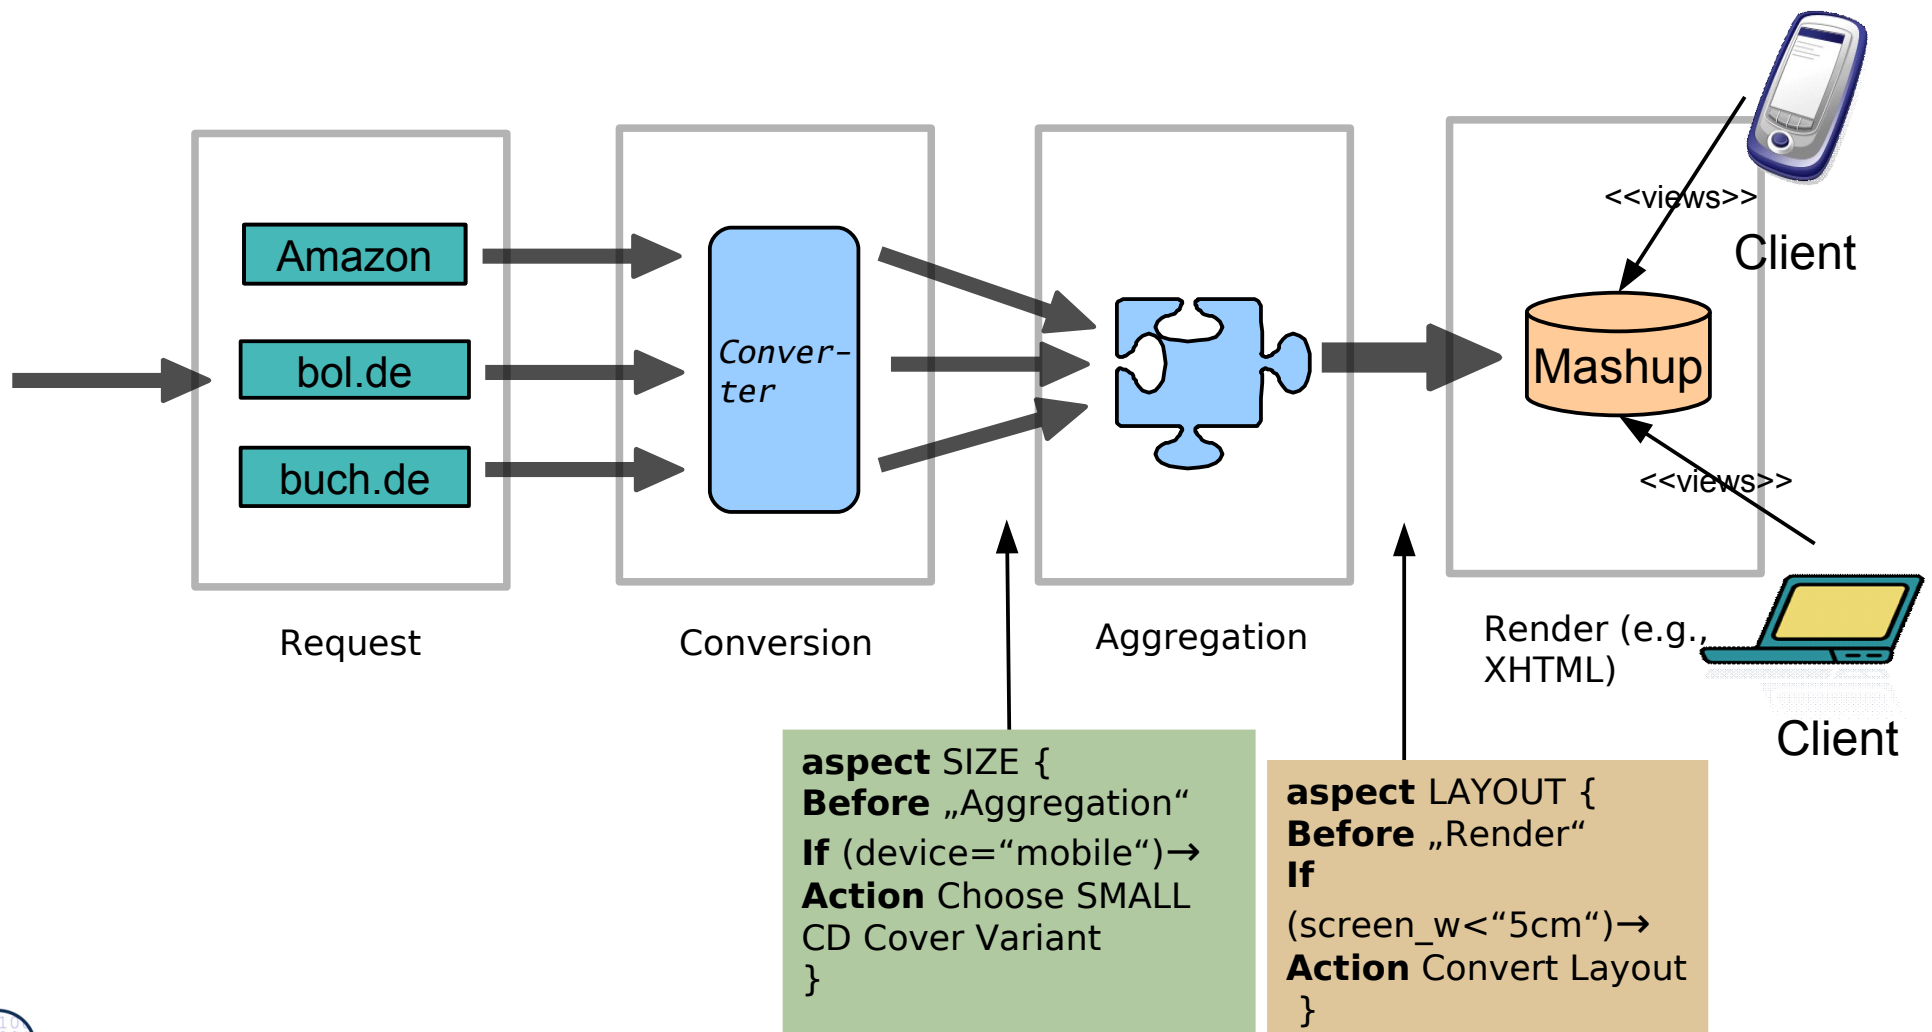 Amazon
bol.de
buch.de
Conver-
ter
<<views>>
Client
Mashup
<<views>>
Client
Request
Conversion
Aggregation
Render (e.g.,
XHTML)
aspect SIZE {
Before „Aggregation“
If (device=“mobile“)→
Action Choose SMALL
CD Cover Variant
}
aspect LAYOUT {
Before „Render“
If
(screen_w<“5cm“)→
Action Convert Layout
}